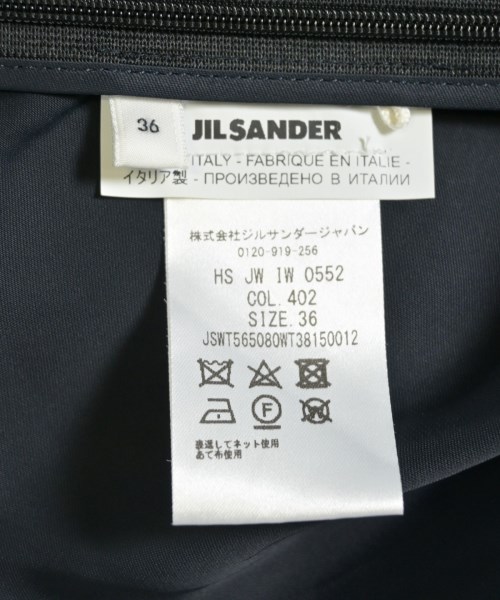 36
JIL SANDER
ITALY - FABRIQUE EN ITALIE -
イタリア製 - ПРОИЗВЕДЕНО В ИТАЛИИ
株式会社ジルサンダージャパン
0120-919-256
HS JW IW 0552
COL. 402
SIZE. 36
JSWT565080WT38150012
F
W
裏返してネット使用
あて布使用